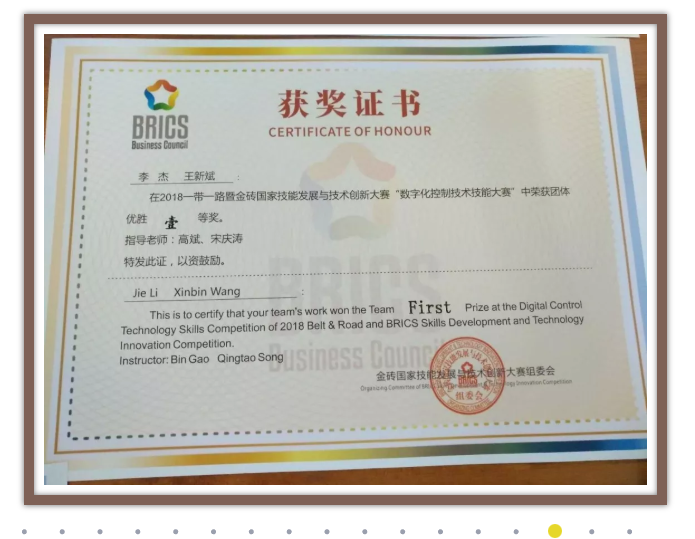 BRICS
Business Council
获奖证书
CERTIFICATE OF HONOUR
李 杰 王新斌 :
在2018一带一路暨金砖国家技能发展与技术创新大赛“数字化控制技术技能大赛”中荣获团体
优胜 壹 等奖。
指导老师：高斌、宋庆涛
特发此证，以资鼓励。
Jie Li Xinbin Wang :
This is to certify that your team's work won the Team First Prize at the Digital Control
Technology Skills Competition of 2018 Belt & Road and BRICS Skills Development and Technology
Innovation Competition.
Instructor: Bin Gao Qingtao Song
BRICS
Business Council
金砖国家技能发展与技术创新大赛组委会
Organizing Committee of Technology Innovation Competition
组委会